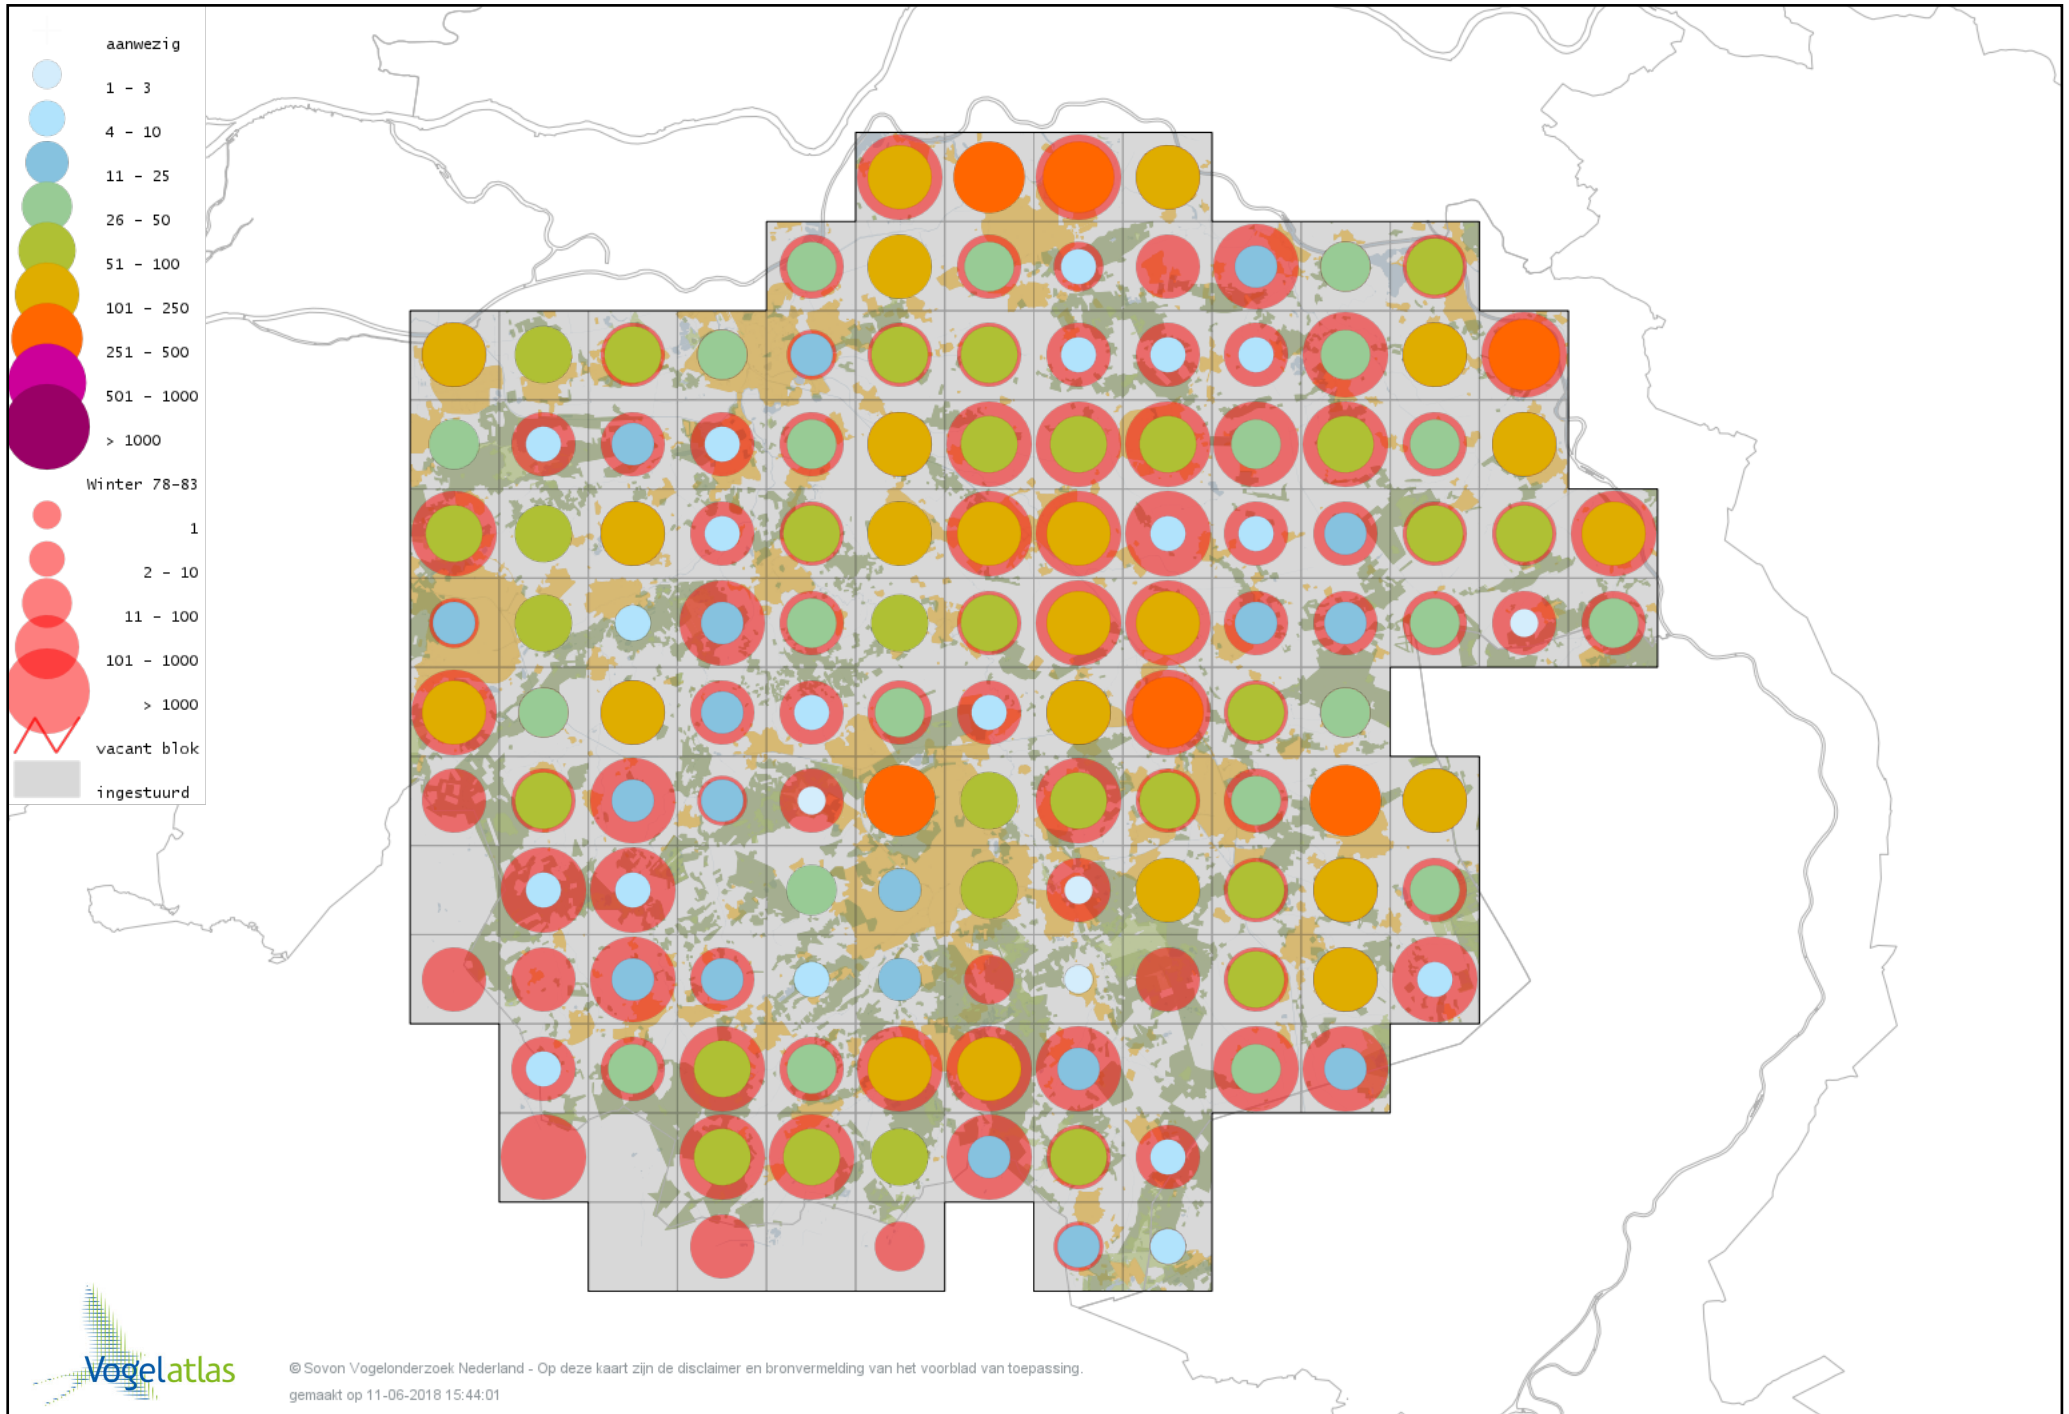 aanwezig
1 - 3
4 - 10
11 - 25
26 - 50
51 - 100
101 - 250
251 - 500
501 - 1000
> 1000
Winter 78-83
1
2 - 10
11 - 100
101 - 1000
> 1000
vacant blok
ingestuurd
Vogelatlas
© Sovon Vogelonderzoek Nederland - Op deze kaart zijn de disclaimer en bronvermelding van het voorblad van toepassing.
gemaakt op 11-06-2018 15:44:01